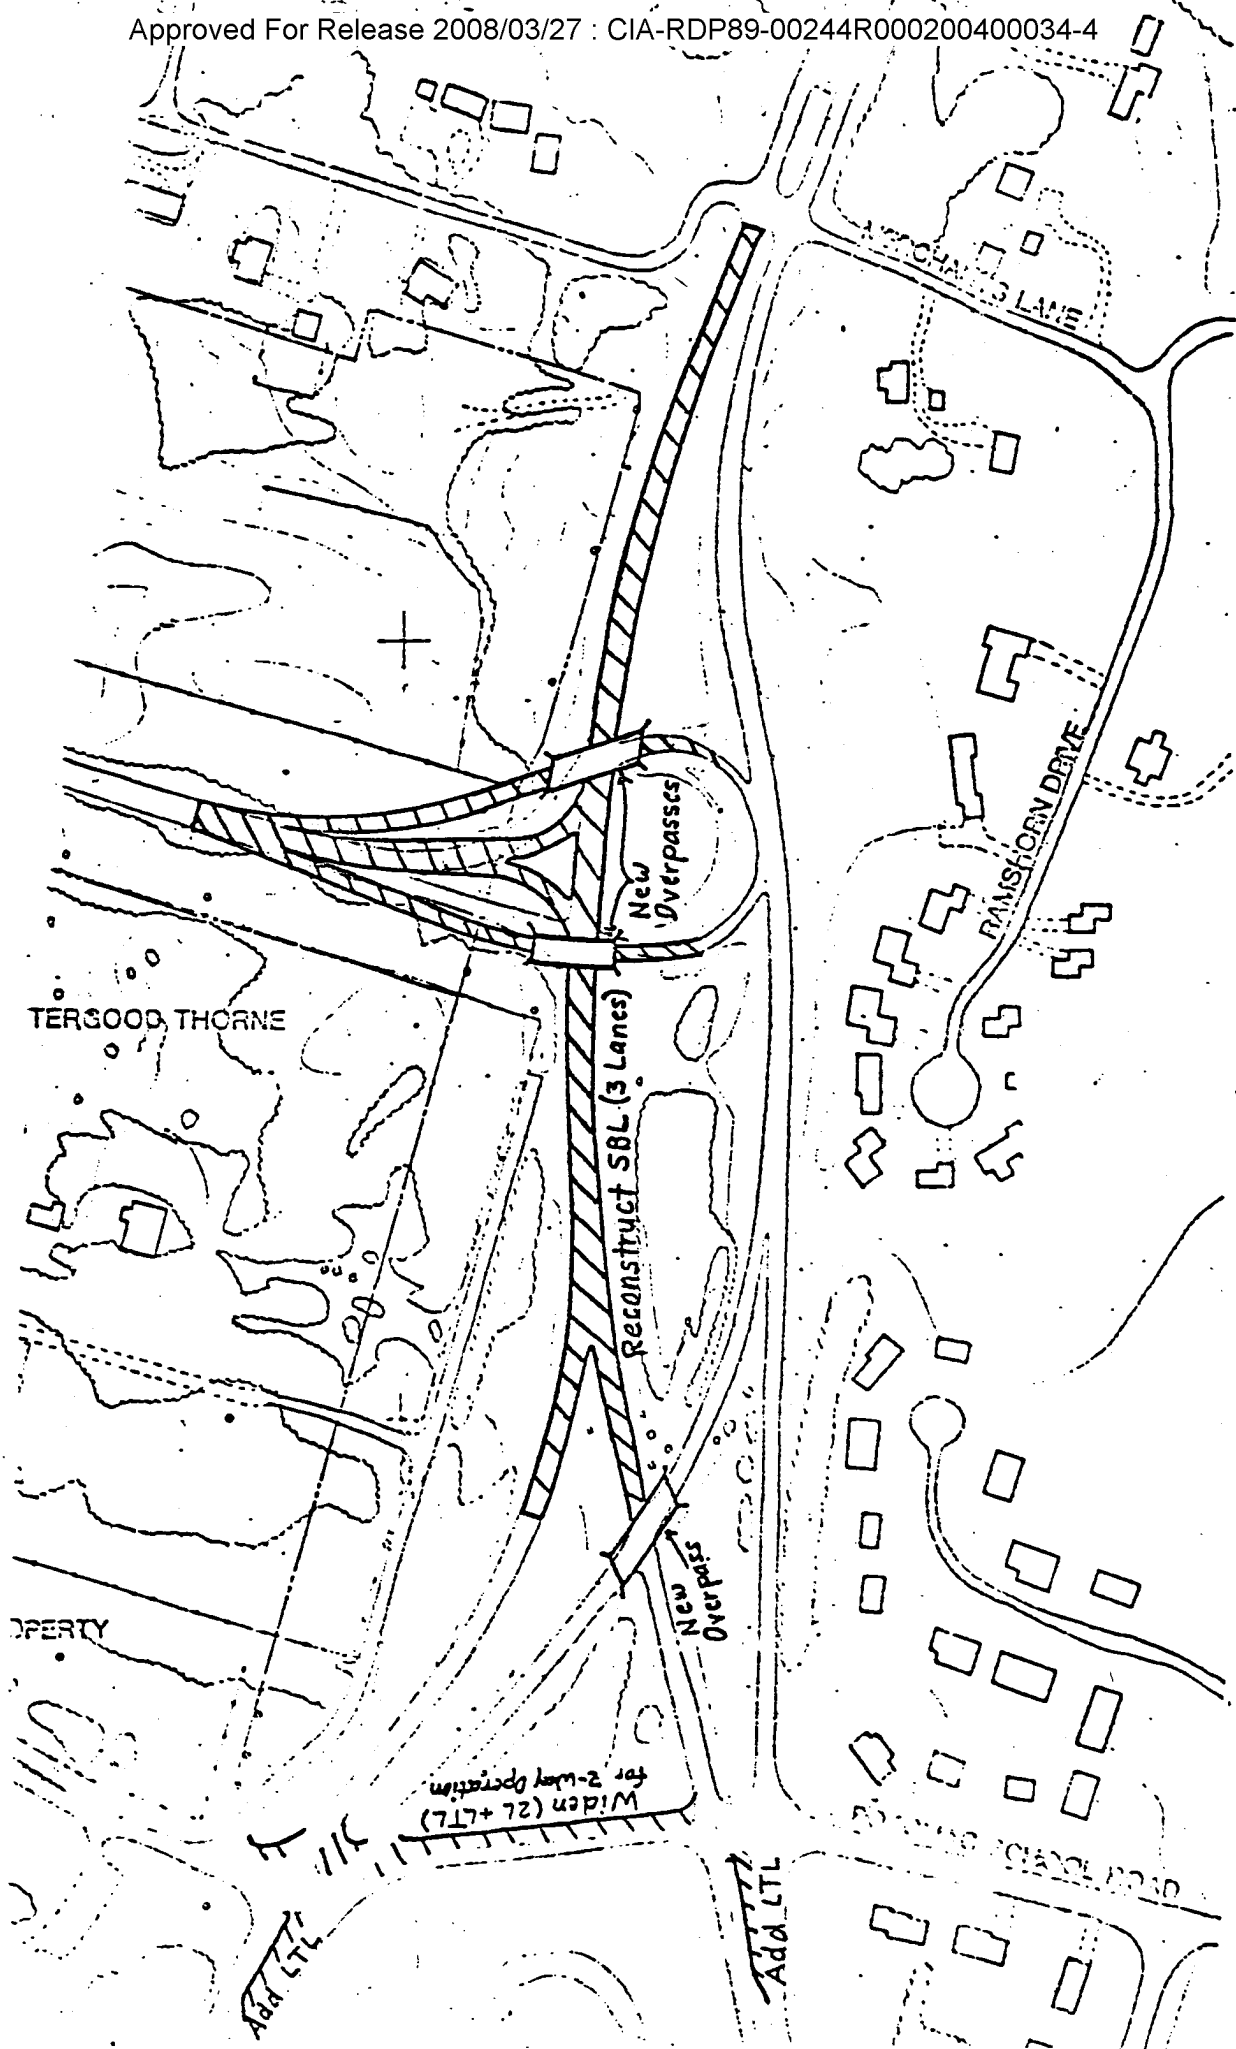 Approved For Release 2008/03/27 : CIA-RDP89-00244R000200400034-4
LANE
RAMSHORN DRIVE
New
Overpasses
TERGOOD THORNE
Reconstruct SBL (3 Lanes)
New
Overpass
OPERTY
Widen (2L + LTL)
for 2-Way Operation
SCHOOL ROAD
Add LTL
Add LTL